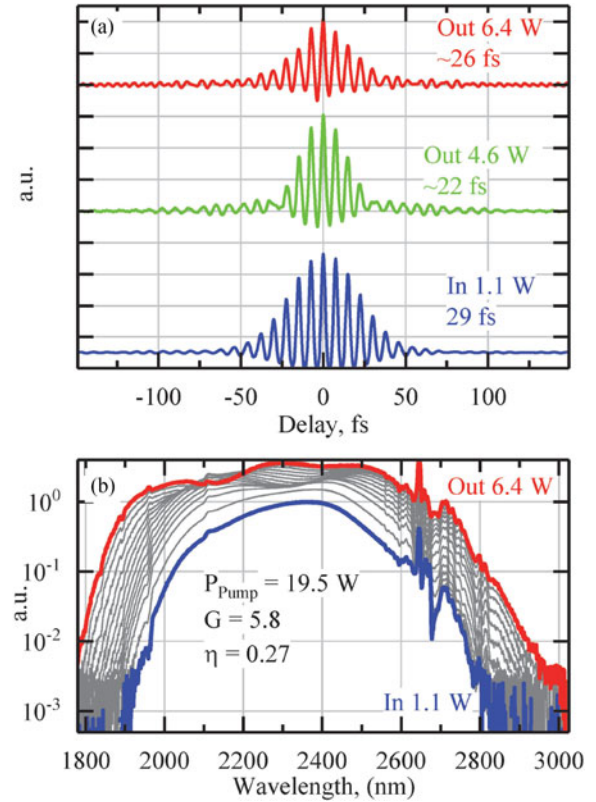 (a)
Out 6.4 W
~26 fs
Out 4.6 W
~22 fs
In 1.1 W
29 fs
a.u.
-100 -50 0 50 100
Delay, fs
(b)
Out 6.4 W
10⁰
10⁻¹
10⁻²
10⁻³
a.u.
P_Pump = 19.5 W
G = 5.8
η = 0.27
In 1.1 W
1800 2000 2200 2400 2600 2800 3000
Wavelength, (nm)